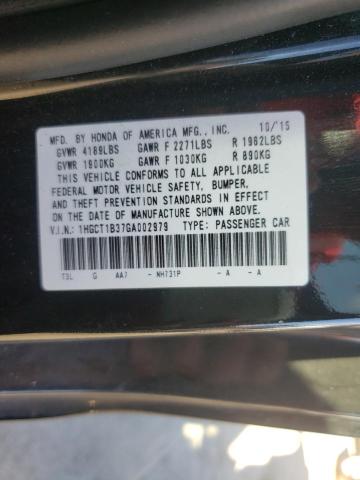 MFD. BY HONDA OF AMERICA MFG., INC. 10/15
GVWR 4189LBS GAWR F 2271LBS R 1962LBS
GVWR 1900KG GAWR F 1030KG R 890KG
THIS VEHICLE CONFORMS TO ALL APPLICABLE
FEDERAL MOTOR VEHICLE SAFETY, BUMPER,
AND THEFT PREVENTION STANDARDS IN EFFECT
ON THE DATE OF MANUFACTURE SHOWN ABOVE.
V.I.N.: 1HGCT1B37GA002979 TYPE: PASSENGER CAR
T3L G AA7 - NH731P -A -A